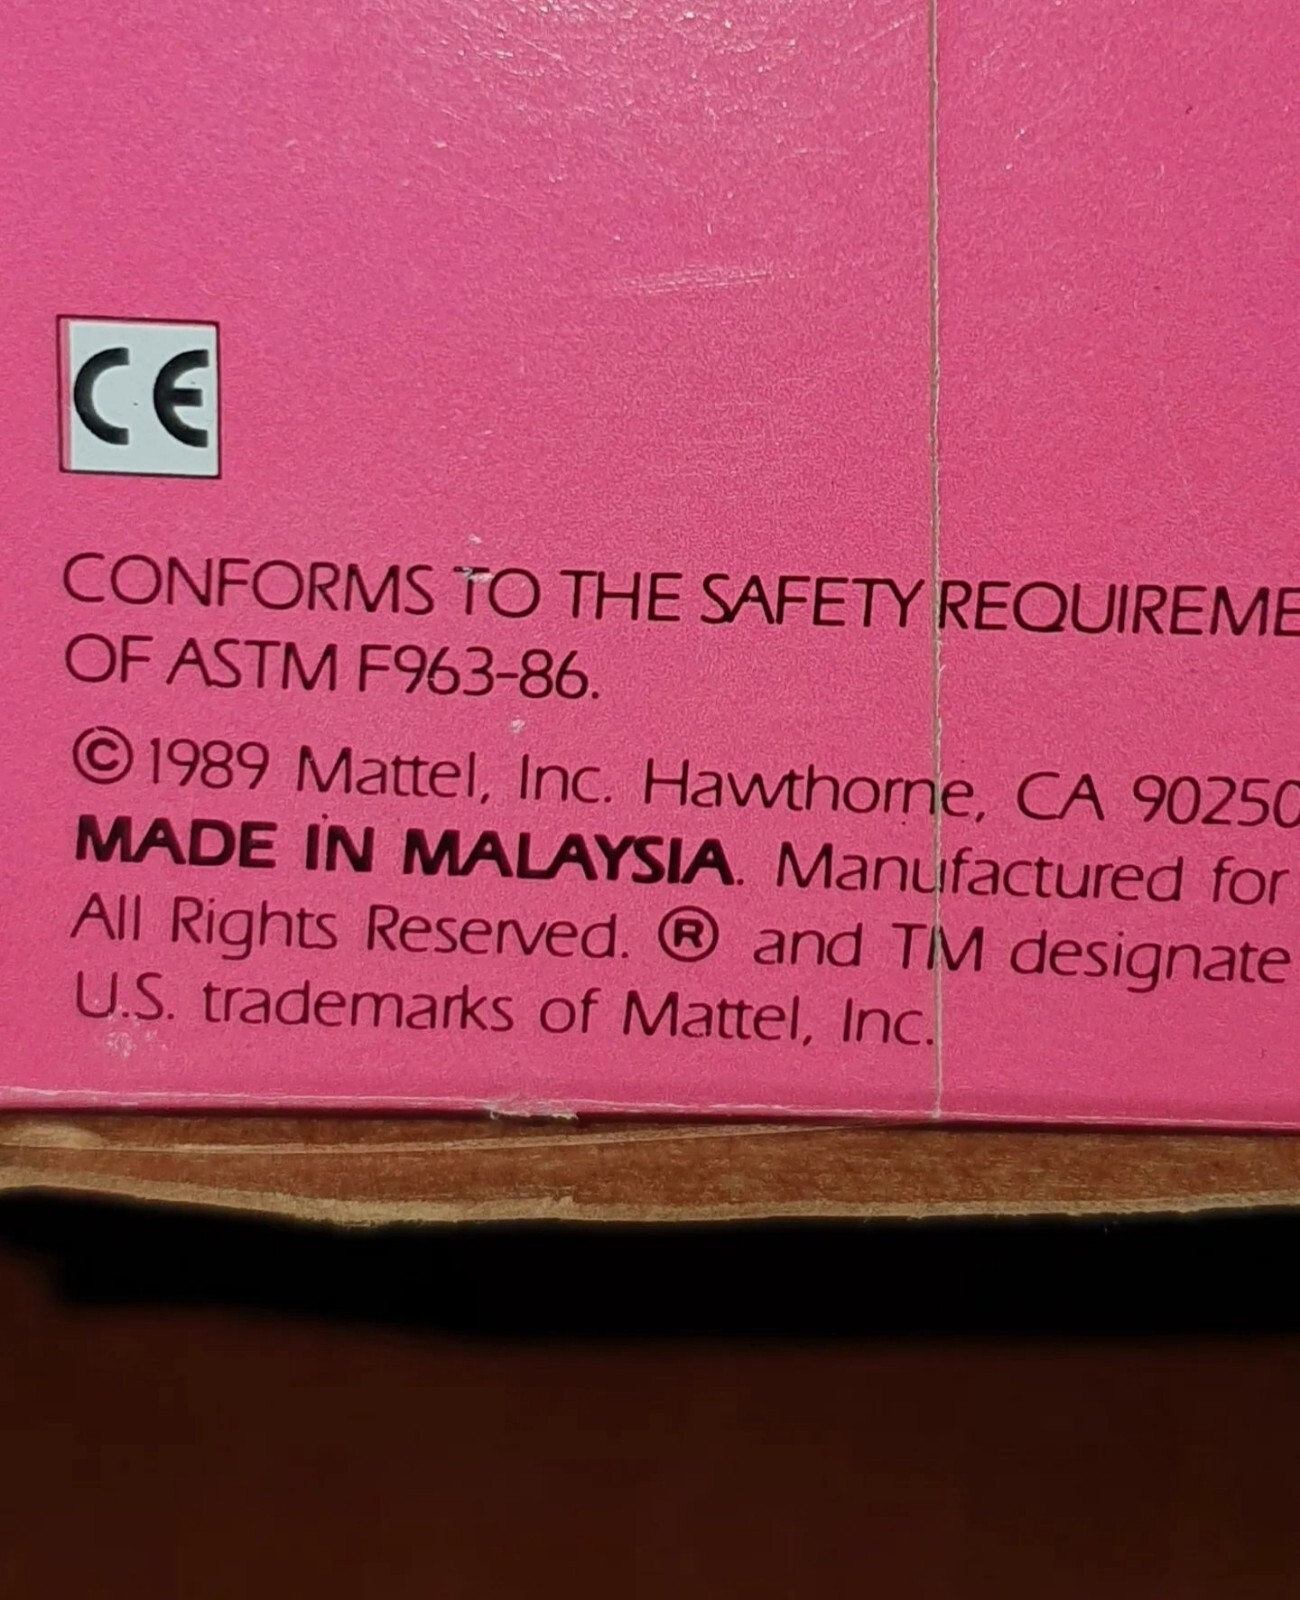 CE
CONFORMS TO THE SAFETY REQUIREME
OF ASTM F963-86.
© 1989 Mattel, Inc. Hawthorne, CA 90250
MADE IN MALAYSIA. Manufactured for
All Rights Reserved. ® and TM designate
U.S. trademarks of Mattel, Inc.